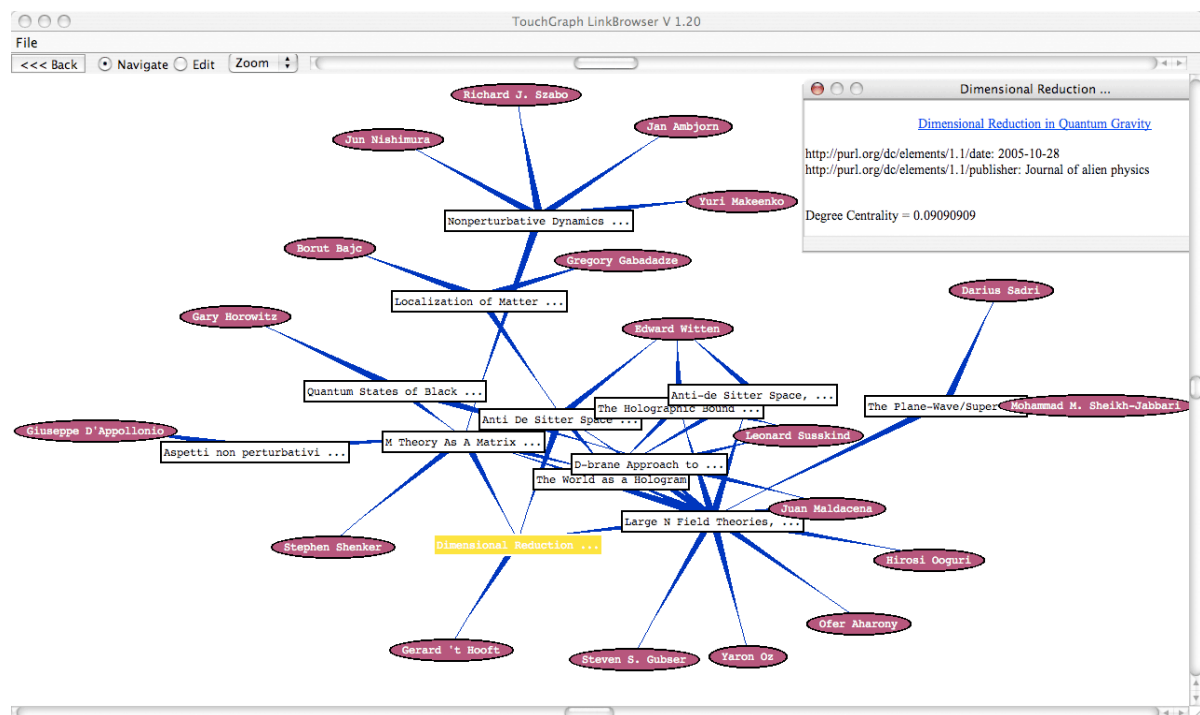 TouchGraph LinkBrowser V 1.20
File
<<< Back Navigate Edit Zoom
Dimensional Reduction ...
Dimensional Reduction in Quantum Gravity
http://purl.org/dc/elements/1.1/date: 2005-10-28
http://purl.org/dc/elements/1.1/publisher: Journal of alien physics
Degree Centrality = 0.09090909
Richard J. Szabo
Jan Ambjorn
Jun Nishimura
Yuri Makeenko
Nonperturbative Dynamics ...
Borut Bajc
Gregory Gabadadze
Darius Sadri
Localization of Matter ...
Gary Horowitz
Edward Witten
Quantum States of Black ...
Anti-de Sitter Space, ...
The Holographic Bound ...
The Plane-Wave/Super
Mohammad M. Sheikh-Jabbari
Anti De Sitter Space ...
Giuseppe D'Appollonio
Leonard Susskind
M Theory As A Matrix ...
Aspetti non perturbativi ...
D-brane Approach to ...
The World as a Hologram
Juan Maldacena
Large N Field Theories, ...
Stephen Shenker
Dimensional Reduction ...
Hirosi Ooguri
Ofer Aharony
Gerard 't Hooft
Steven S. Gubser
Yaron Oz